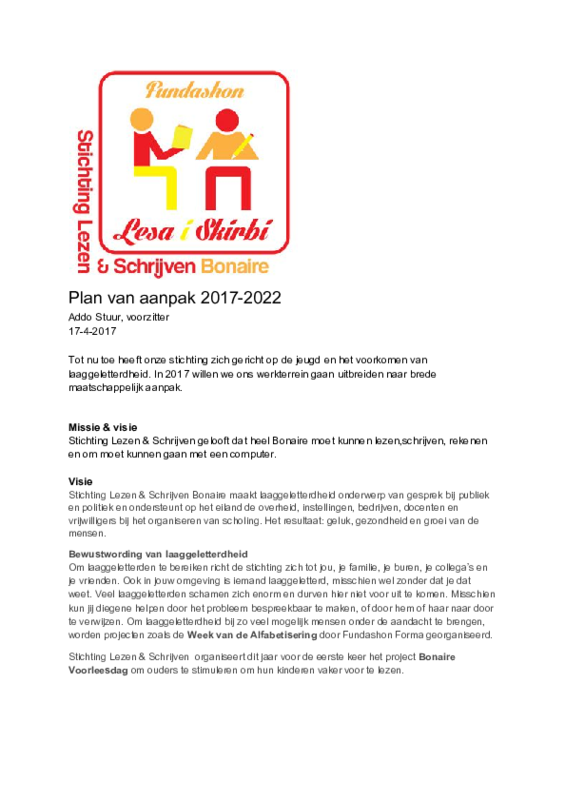 Fundashon
Lesa i Skirbi
Stichting Lezen
& Schrijven Bonaire
Plan van aanpak 2017-2022
Addo Stuur, voorzitter
17-4-2017
Tot nu toe heeft onze stichting zich gericht op de jeugd en het voorkomen van
laaggeletterdheid. In 2017 willen we ons werkterrein gaan uitbreiden naar brede
maatschappelijk aanpak.
Missie & visie
Stichting Lezen & Schrijven gelooft dat heel Bonaire moet kunnen lezen,schrijven, rekenen
en om moet kunnen gaan met een computer.
Visie
Stichting Lezen & Schrijven Bonaire maakt laaggeletterdheid onderwerp van gesprek bij publiek
en politiek en ondersteunt op het eiland de overheid, instellingen, bedrijven, docenten en
vrijwilligers bij het organiseren van scholing. Het resultaat: geluk, gezondheid en groei van de
mensen.
Bewustwording van laaggeletterdheid
Om laaggeletterden te bereiken richt de stichting zich tot jou, je familie, je buren, je collega's en
je vrienden. Ook in jouw omgeving is iemand laaggeletterd, misschien wel zonder dat je dat
weet. Veel laaggeletterden schamen zich enorm en durven hier niet voor uit te komen. Misschien
kun jij diegene helpen door het probleem bespreekbaar te maken, of door hem of haar naar door
te verwijzen. Om laaggeletterdheid bij zo veel mogelijk mensen onder de aandacht te brengen,
worden projecten zoals de Week van de Alfabetisering door Fundashon Forma georganiseerd.
Stichting Lezen & Schrijven organiseert dit jaar voor de eerste keer het project Bonaire
Voorleesdag om ouders te stimuleren om hun kinderen vaker voor te lezen.